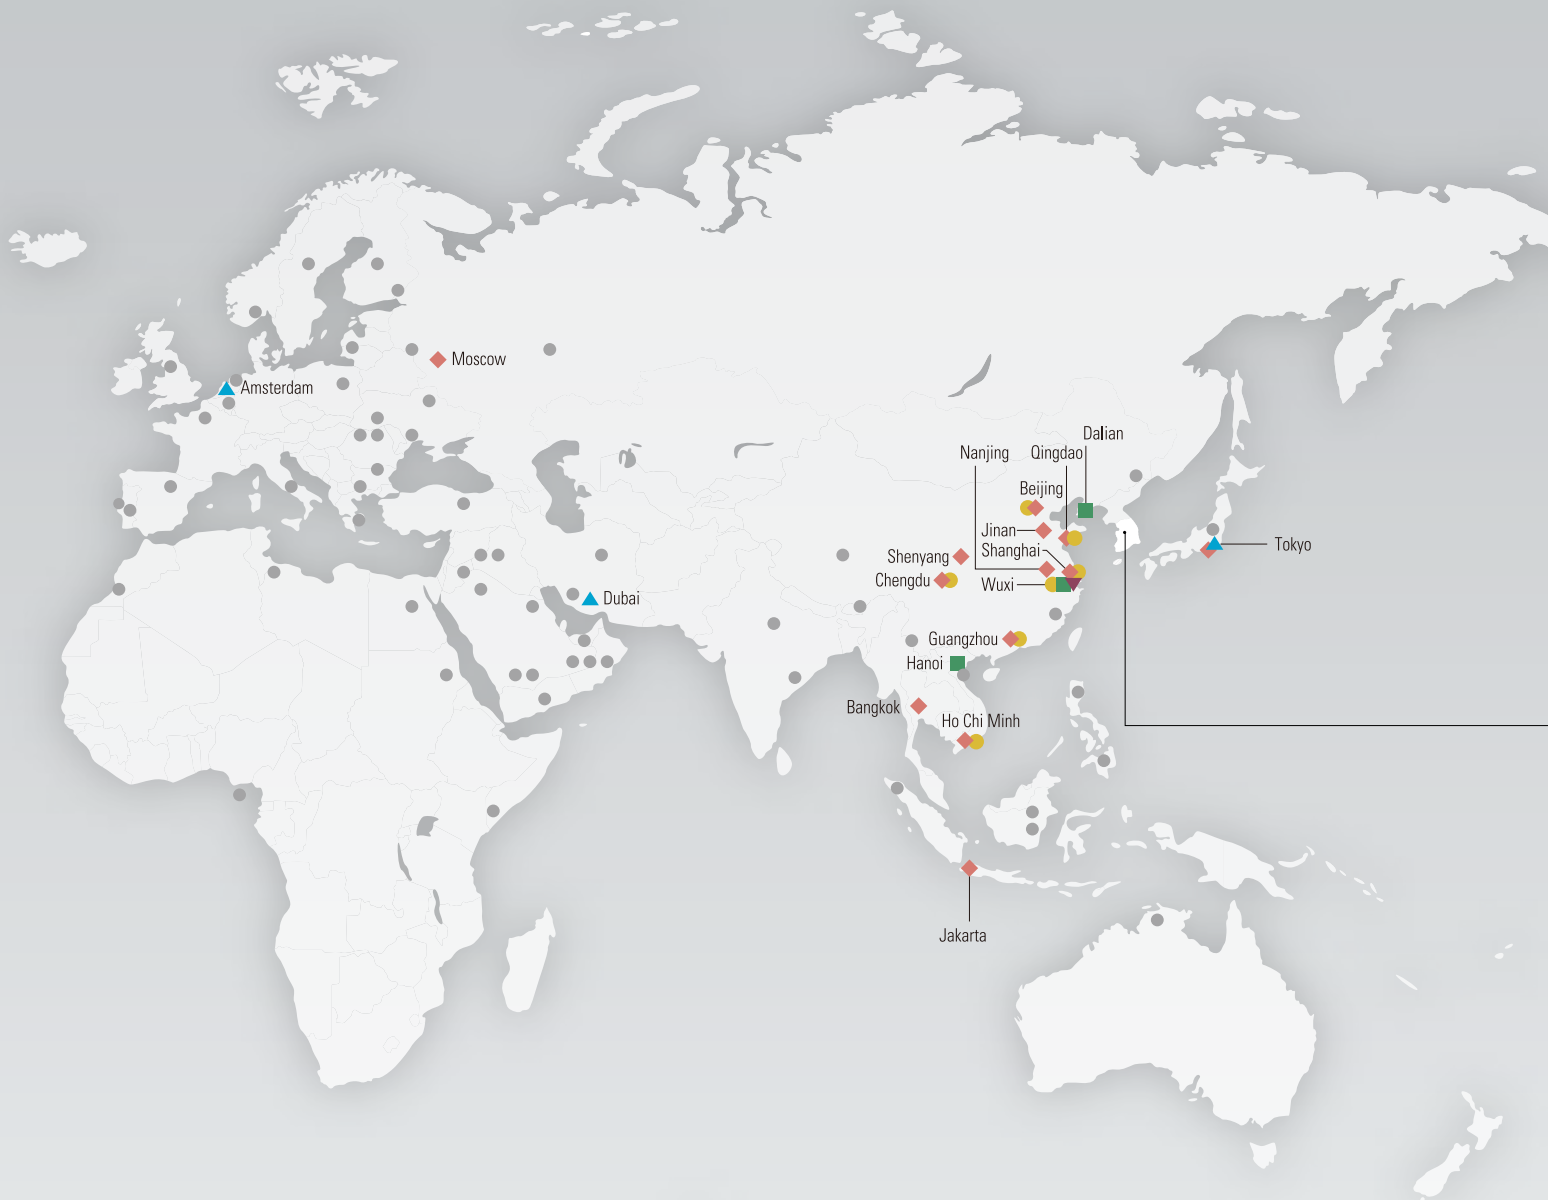 Moscow
Amsterdam
Dalian
Nanjing
Qingdao
Beijing
Jinan
Tokyo
Shanghai
Shenyang
Chengdu
Wuxi
Dubai
Guangzhou
Hanoi
Bangkok
Ho Chi Minh
Jakarta